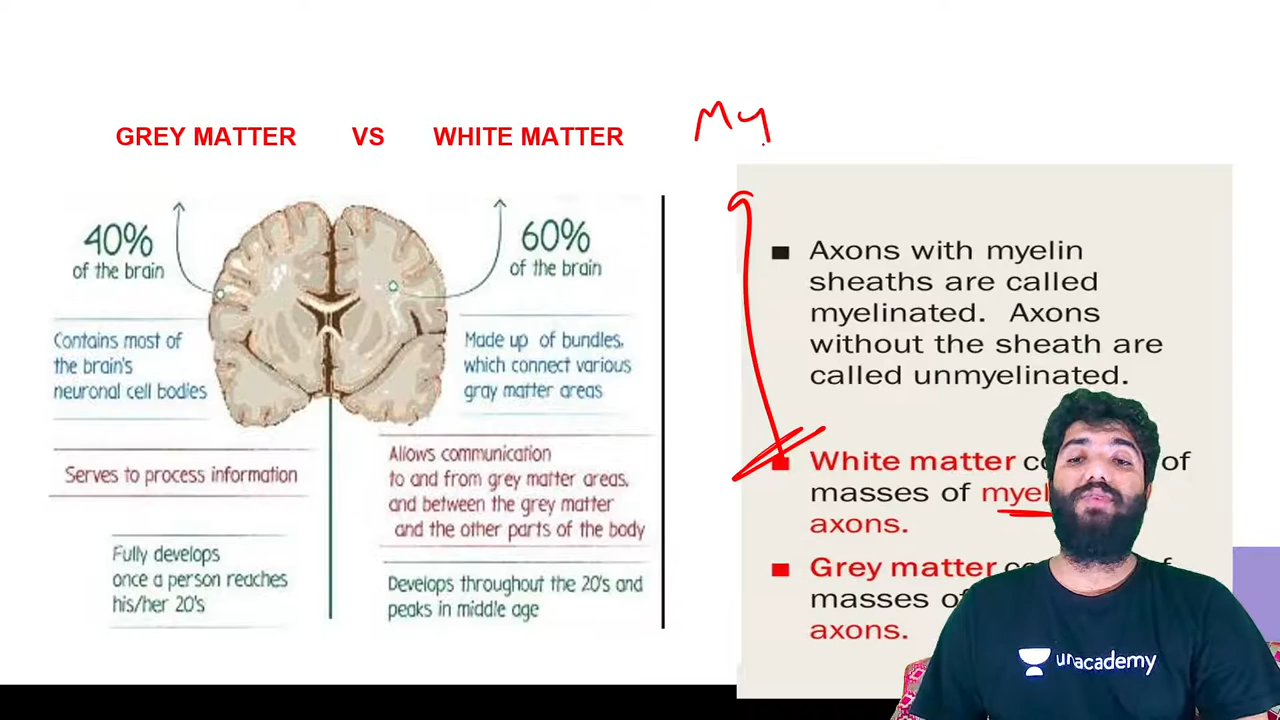 My
GREY MATTER VS WHITE MATTER
40%
of the brain
60%
of the brain
Contains most of
the brain's
neuronal cell bodies
Made up of bundles,
which connect various
gray matter areas
Serves to process information
Allows communication
to and from grey matter areas,
and between the grey matter
and the other parts of the body
Fully develops
once a person reaches
his/her 20's
Develops throughout the 20's and
peaks in middle age
Axons with myelin
sheaths are called
myelinated. Axons
without the sheath are
called unmyelinated.
White matter of
masses of
axons.
Grey matter
masses
axons.
unacademy